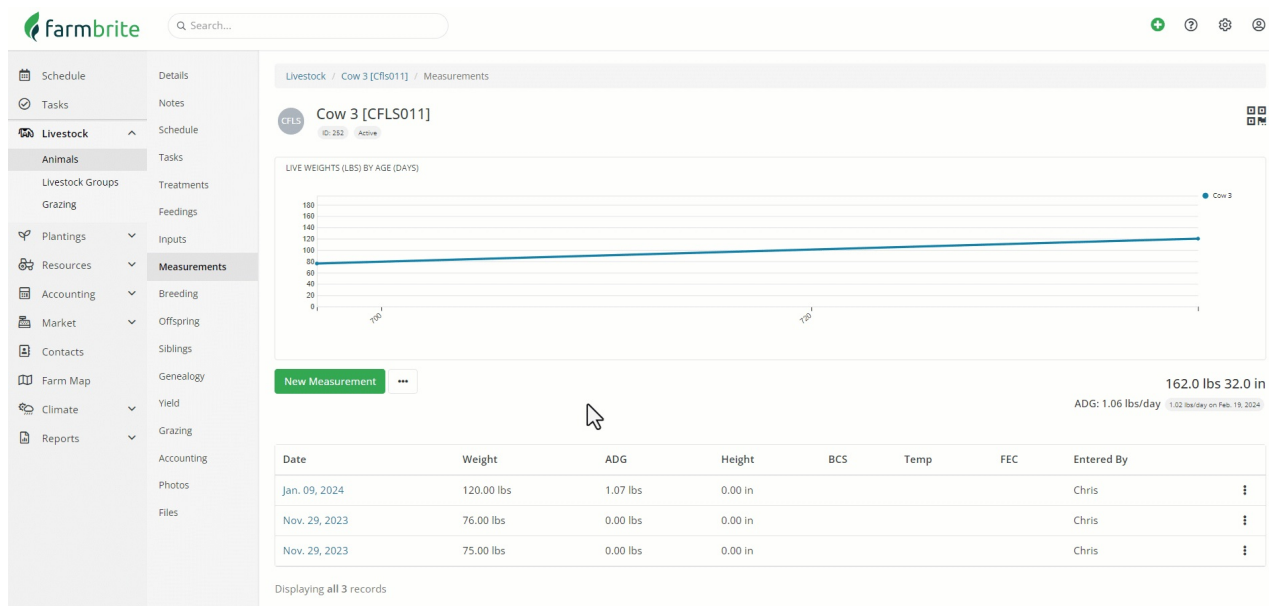 farmbrite
Search...
Schedule
Tasks
Livestock
Animals
Livestock Groups
Grazing
Plantings
Resources
Accounting
Market
Contacts
Farm Map
Climate
Reports
Details
Notes
Schedule
Tasks
Treatments
Feedings
Inputs
Measurements
Breeding
Offspring
Siblings
Genealogy
Yield
Grazing
Accounting
Photos
Files
Livestock / Cow 3 [Cfls011] / Measurements
CFLS
Cow 3 [CFLS011]
ID: 252 Active
LIVE WEIGHTS (LBS) BY AGE (DAYS)
180
160
140
120
100
80
60
40
20
0
700
720
Cow 3
New Measurement
162.0 lbs 32.0 in
ADG: 1.06 lbs/day 1.02 lbs/day on Feb. 19, 2024
Date Weight ADG Height BCS Temp FEC Entered By
Jan. 09, 2024 120.00 lbs 1.07 lbs 0.00 in Chris
Nov. 29, 2023 76.00 lbs 0.00 lbs 0.00 in Chris
Nov. 29, 2023 75.00 lbs 0.00 lbs 0.00 in Chris
Displaying all 3 records